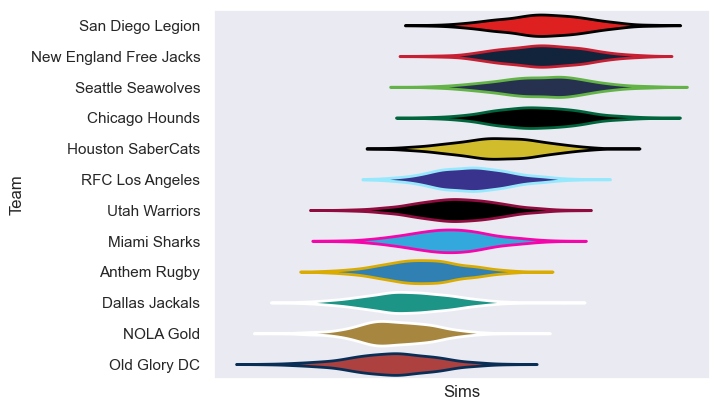 San Diego Legion
New England Free Jacks
Seattle Seawolves
Chicago Hounds
Houston SaberCats
RFC Los Angeles
Utah Warriors
Miami Sharks
Anthem Rugby
Dallas Jackals
NOLA Gold
Old Glory DC
Team
Sims